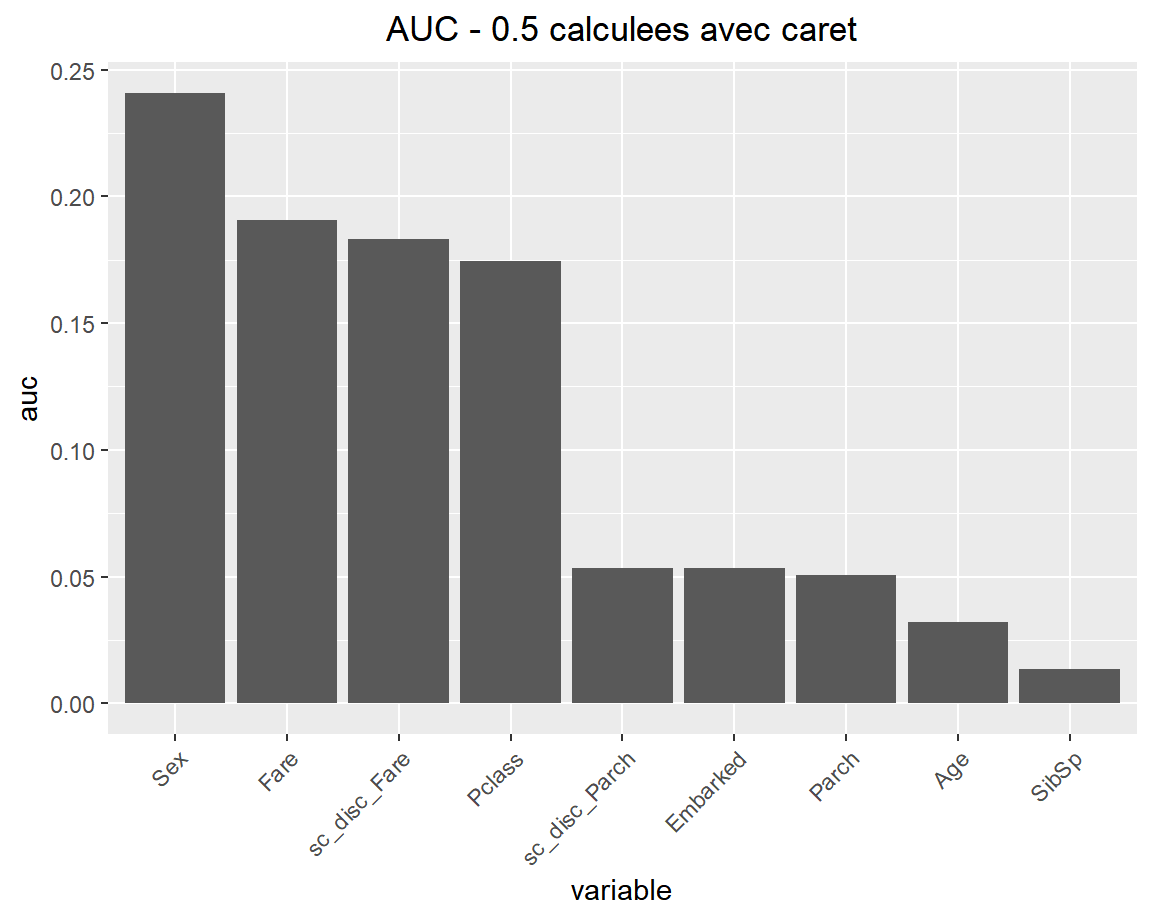 AUC - 0.5 calculees avec caret
auc
0.25
0.20
0.15
0.10
0.05
0.00
Sex
Fare
sc_disc_Fare
Pclass
sc_disc_Parch
Embarked
Parch
Age
SibSp
variable